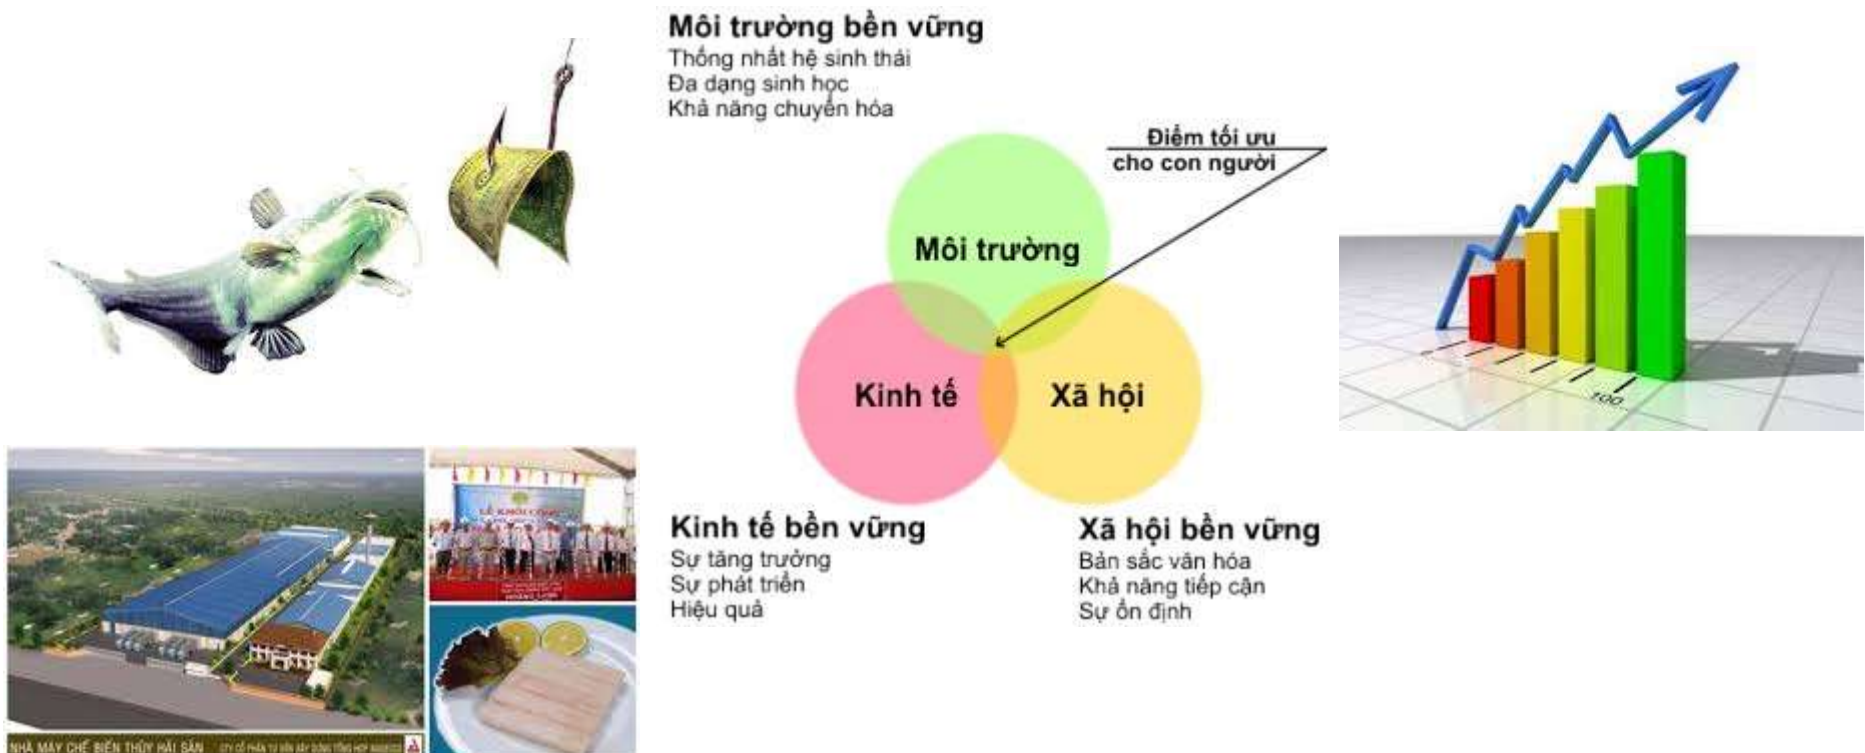 Môi trường bền vững
Thống nhất hệ sinh thái
Đa dạng sinh học
Khả năng chuyển hóa
Điểm tối ưu
cho con người
Môi trường
Kinh tế
Xã hội
100
Kinh tế bền vững
Sự tăng trưởng
Sự phát triển
Hiệu quả
Xã hội bền vững
Bản sắc văn hóa
Khả năng tiếp cận
Sự ổn định
LỄ KHỞI CÔNG
NHÀ MÁY CHẾ BIẾN THỦY HẢI SẢN